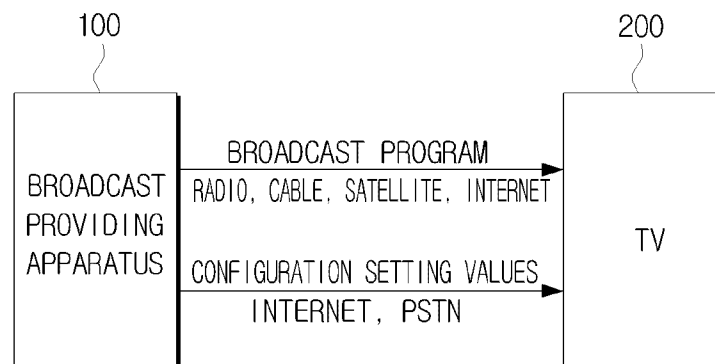 100
200
BROADCAST
PROVIDING
APPARATUS
BROADCAST PROGRAM
RADIO, CABLE, SATELLITE, INTERNET
CONFIGURATION SETTING VALUES
INTERNET, PSTN
TV